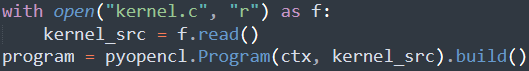 with open("kernel.c", "r") as f:
    kernel_src = f.read()
program = pyopencl.Program(ctx, kernel_src).build()